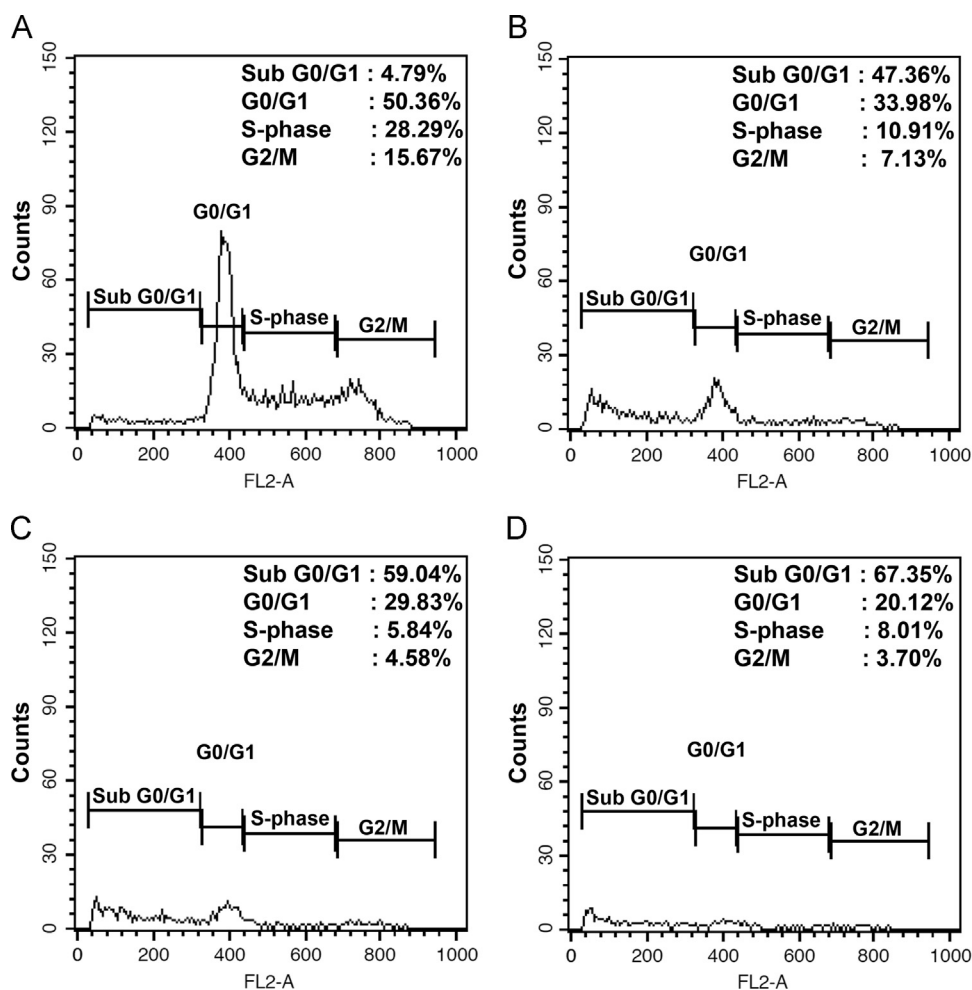 A
Sub G0/G1 : 4.79%
G0/G1 : 50.36%
S-phase : 28.29%
G2/M : 15.67%
G0/G1
Sub G0/G1
S-phase
G2/M
Counts
0 30 60 90 120 150
0 200 400 600 800 1000
FL2-A
B
Sub G0/G1 : 47.36%
G0/G1 : 33.98%
S-phase : 10.91%
G2/M : 7.13%
G0/G1
Sub G0/G1
S-phase
G2/M
Counts
0 30 60 90 120 150
0 200 400 600 800 1000
FL2-A
C
Sub G0/G1 : 59.04%
G0/G1 : 29.83%
S-phase : 5.84%
G2/M : 4.58%
G0/G1
Sub G0/G1
S-phase
G2/M
Counts
0 30 60 90 120 150
0 200 400 600 800 1000
FL2-A
D
Sub G0/G1 : 67.35%
G0/G1 : 20.12%
S-phase : 8.01%
G2/M : 3.70%
G0/G1
Sub G0/G1
S-phase
G2/M
Counts
0 30 60 90 120 150
0 200 400 600 800 1000
FL2-A